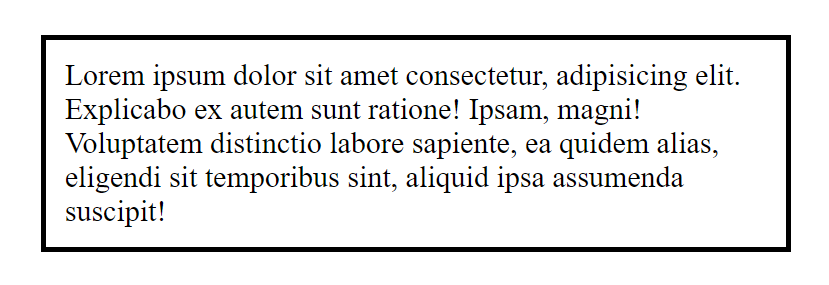 Lorem ipsum dolor sit amet consectetur, adipisicing elit.
Explicabo ex autem sunt ratione! Ipsam, magni!
Voluptatem distinctio labore sapiente, ea quidem alias,
eligendi sit temporibus sint, aliquid ipsa assumenda
suscipit!